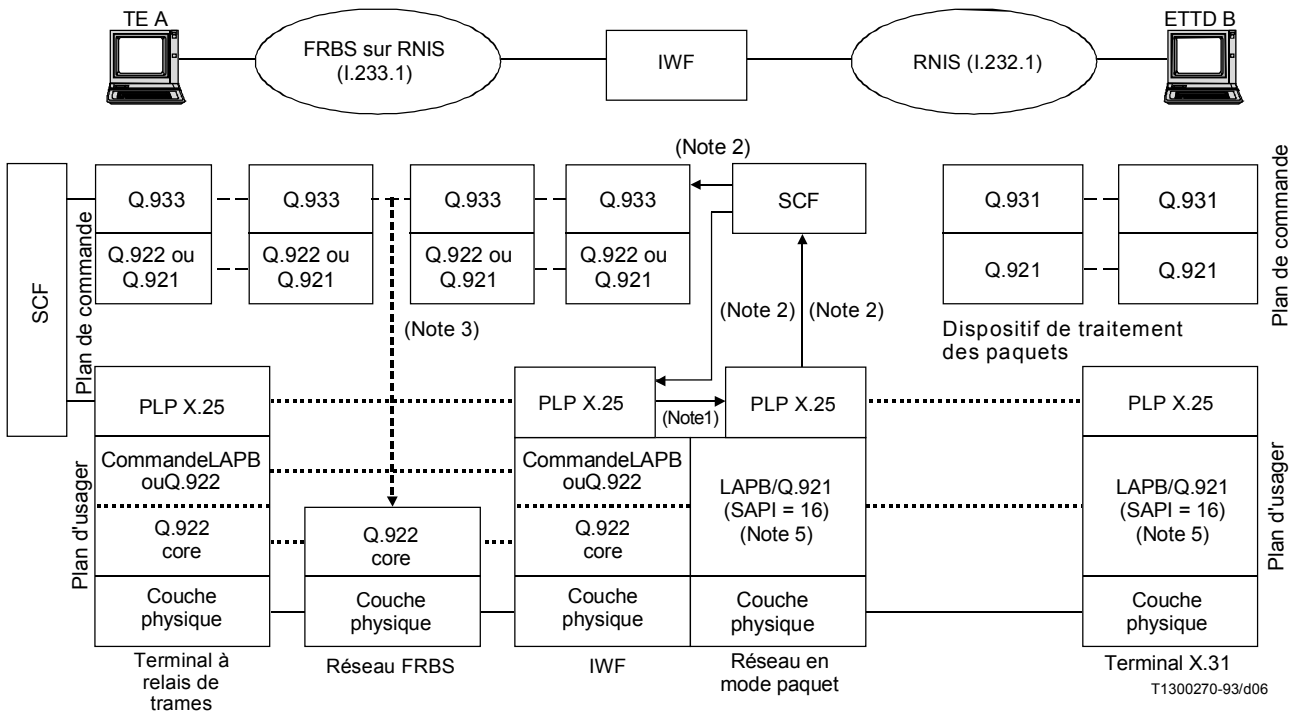 TE A
ETTD B
FRBS sur RNIS
(I.233.1)
IWF
RNIS (I.232.1)
(Note 2)
SCF
Plan de commande
Q.933
Q.933
Q.933
Q.933
SCF
Q.931
Q.931
Plan de commande
Q.922 ou
Q.921
Q.922 ou
Q.921
Q.922 ou
Q.921
Q.922 ou
Q.921
Q.921
Q.921
(Note 3)
(Note 2)
(Note 2)
Dispositif de traitement
des paquets
PLP X.25
PLP X.25
(Note1)
PLP X.25
PLP X.25
Plan d'usager
CommandeLAPB
ouQ.922
CommandeLAPB
ouQ.922
LAPB/Q.921
(SAPI = 16)
(Note 5)
LAPB/Q.921
(SAPI = 16)
(Note 5)
Plan d'usager
Q.922
core
Q.922
core
Q.922
core
Couche
physique
Couche
physique
Couche
physique
Couche
physique
Couche
physique
Terminal à
relais de
trames
Réseau FRBS
IWF
Réseau en
mode paquet
Terminal X.31
T1300270-93/d06